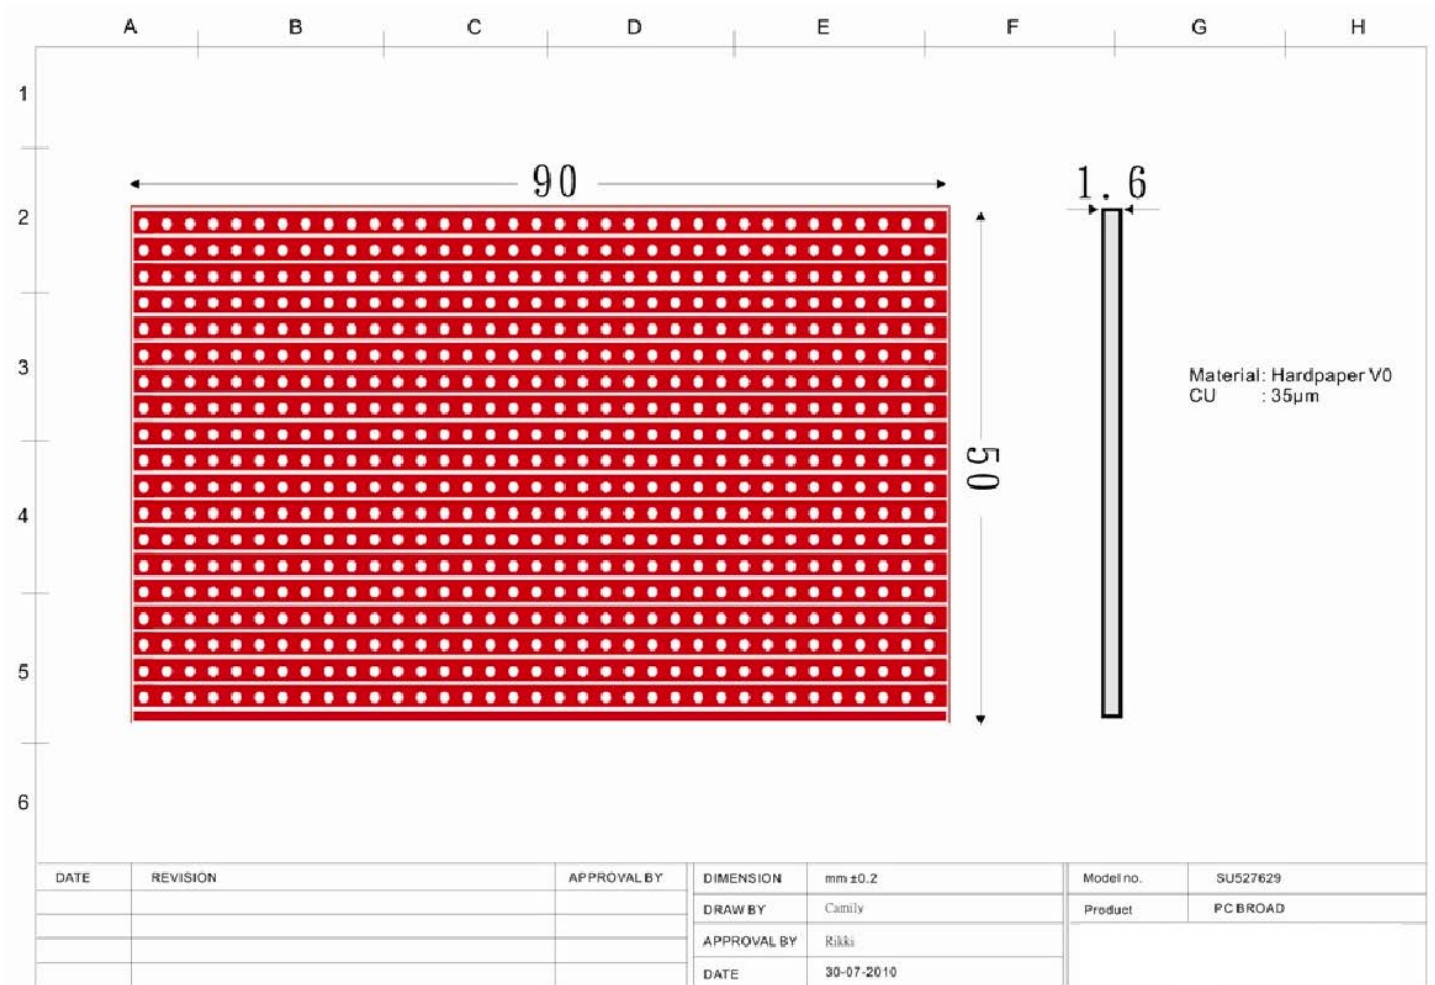 A B C D E F G H
1
2
3
4
5
6
90
1.6
50
Material: Hardpaper V0
CU : 35µm
DATE REVISION APPROVAL BY
DIMENSION mm ±0.2
DRAW BY Camily
APPROVAL BY Rikki
DATE 30-07-2010
Model no. SU527629
Product PC BROAD